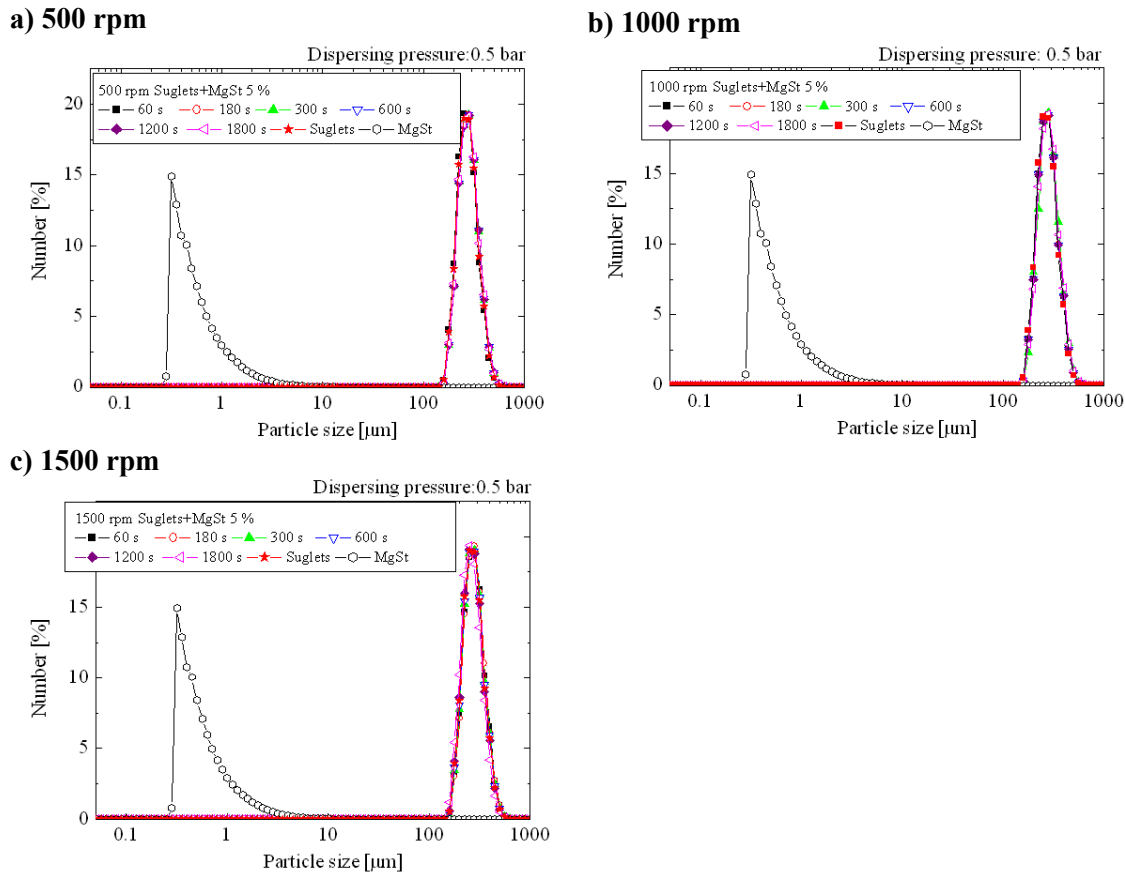 a) 500 rpm
Dispersing pressure:0.5 bar
500 rpm Suglets+MgSt 5 %
60 s 180 s 300 s 600 s
1200 s 1800 s Suglets MgSt
Number [%]
20
15
10
5
0
0.1 1 10 100 1000
Particle size [μm]
b) 1000 rpm
Dispersing pressure: 0.5 bar
1000 rpm Suglets+MgSt 5 %
60 s 180 s 300 s 600 s
1200 s 1800 s Suglets MgSt
Number [%]
20
15
10
5
0
0.1 1 10 100 1000
Particle size [μm]
c) 1500 rpm
Dispersing pressure:0.5 bar
1500 rpm Suglets+MgSt 5 %
60 s 180 s 300 s 600 s
1200 s 1800 s Suglets MgSt
Number [%]
15
10
5
0
0.1 1 10 100 1000
Particle size [μm]